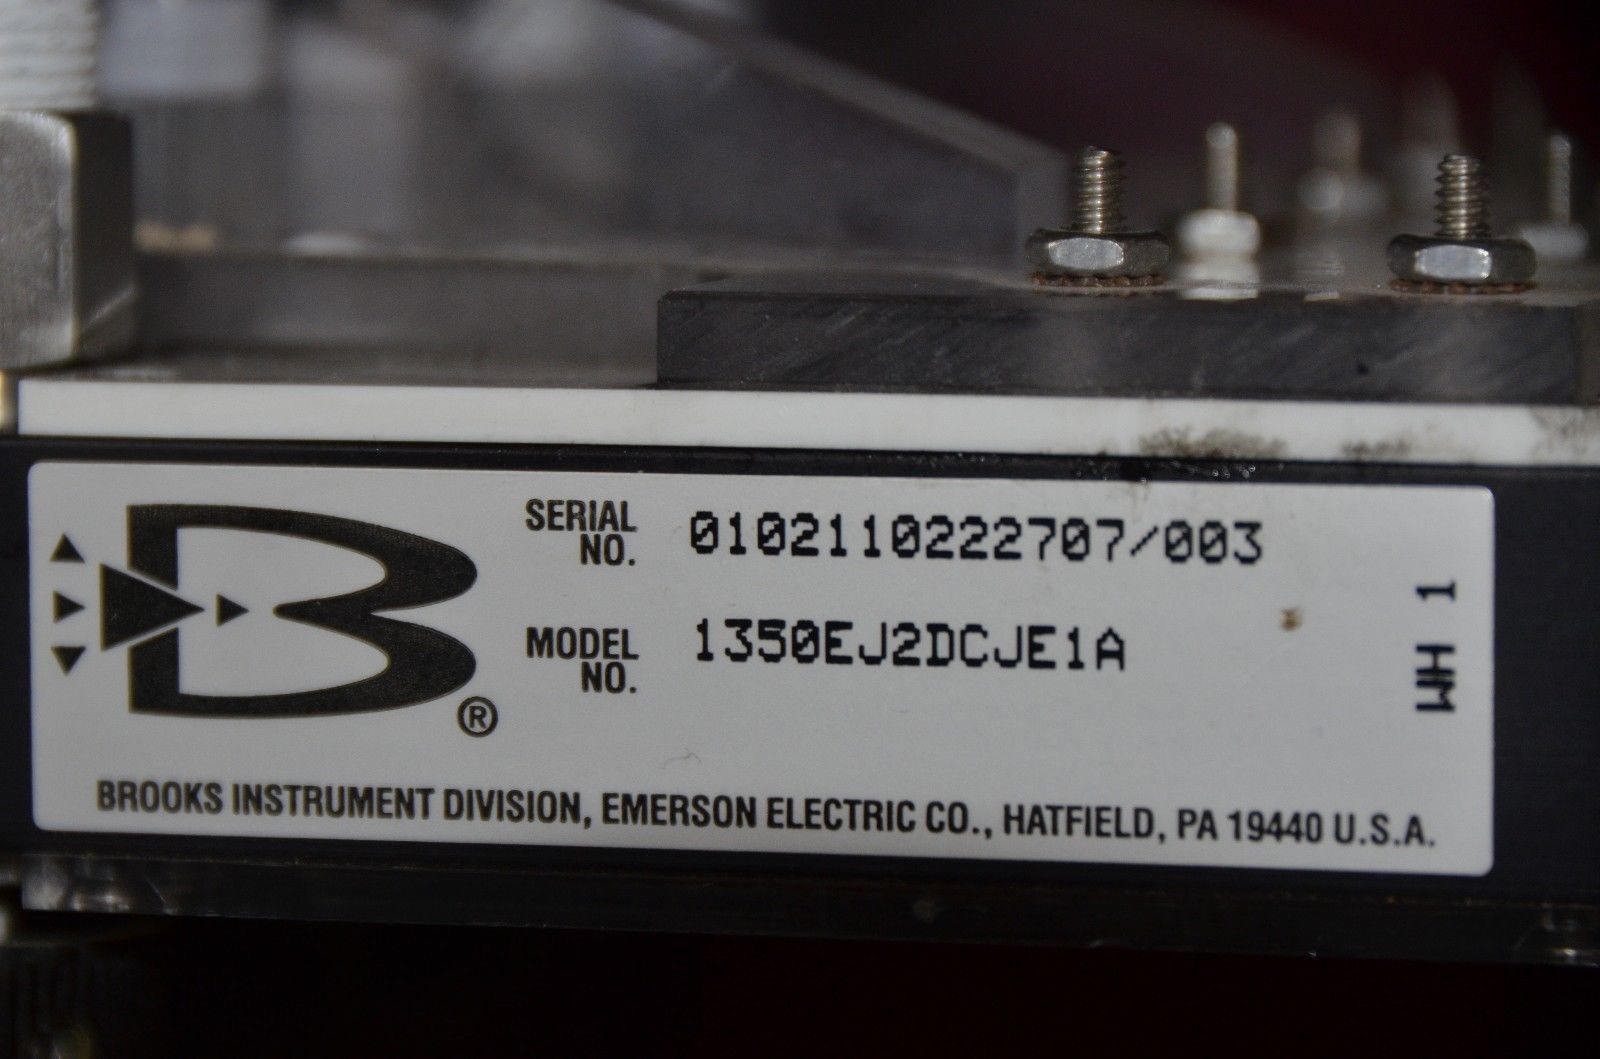 SERIAL NO. 0102110222707/003
MODEL NO. 1350EJ2DCJE1A
WH 1
B®
BROOKS INSTRUMENT DIVISION, EMERSON ELECTRIC CO., HATFIELD, PA 19440 U.S.A.